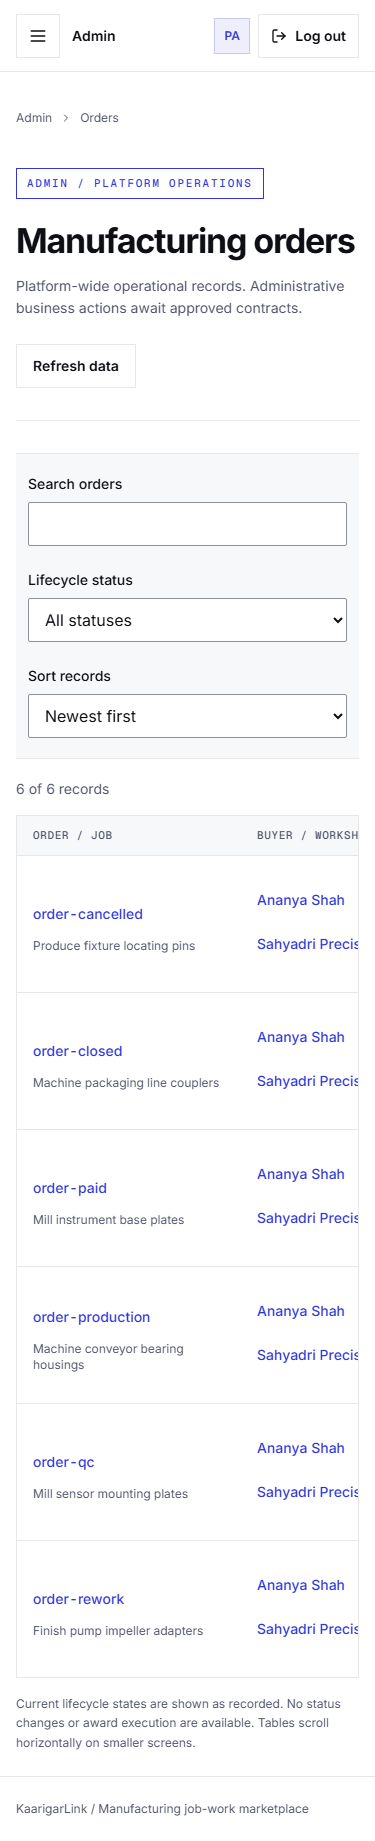 Admin
PA
Log out
Admin > Orders
ADMIN / PLATFORM OPERATIONS
Manufacturing orders
Platform-wide operational records. Administrative
business actions await approved contracts.
Refresh data
Search orders
Lifecycle status
All statuses
Sort records
Newest first
6 of 6 records
ORDER / JOB BUYER / WORKSH
order-cancelled
Produce fixture locating pins
Ananya Shah
Sahyadri Precis
order-closed
Machine packaging line couplers
Ananya Shah
Sahyadri Precis
order-paid
Mill instrument base plates
Ananya Shah
Sahyadri Precis
order-production
Machine conveyor bearing
housings
Ananya Shah
Sahyadri Precis
order-qc
Mill sensor mounting plates
Ananya Shah
Sahyadri Precis
order-rework
Finish pump impeller adapters
Ananya Shah
Sahyadri Precis
Current lifecycle states are shown as recorded. No status
changes or award execution are available. Tables scroll
horizontally on smaller screens.
KaarigarLink / Manufacturing job-work marketplace